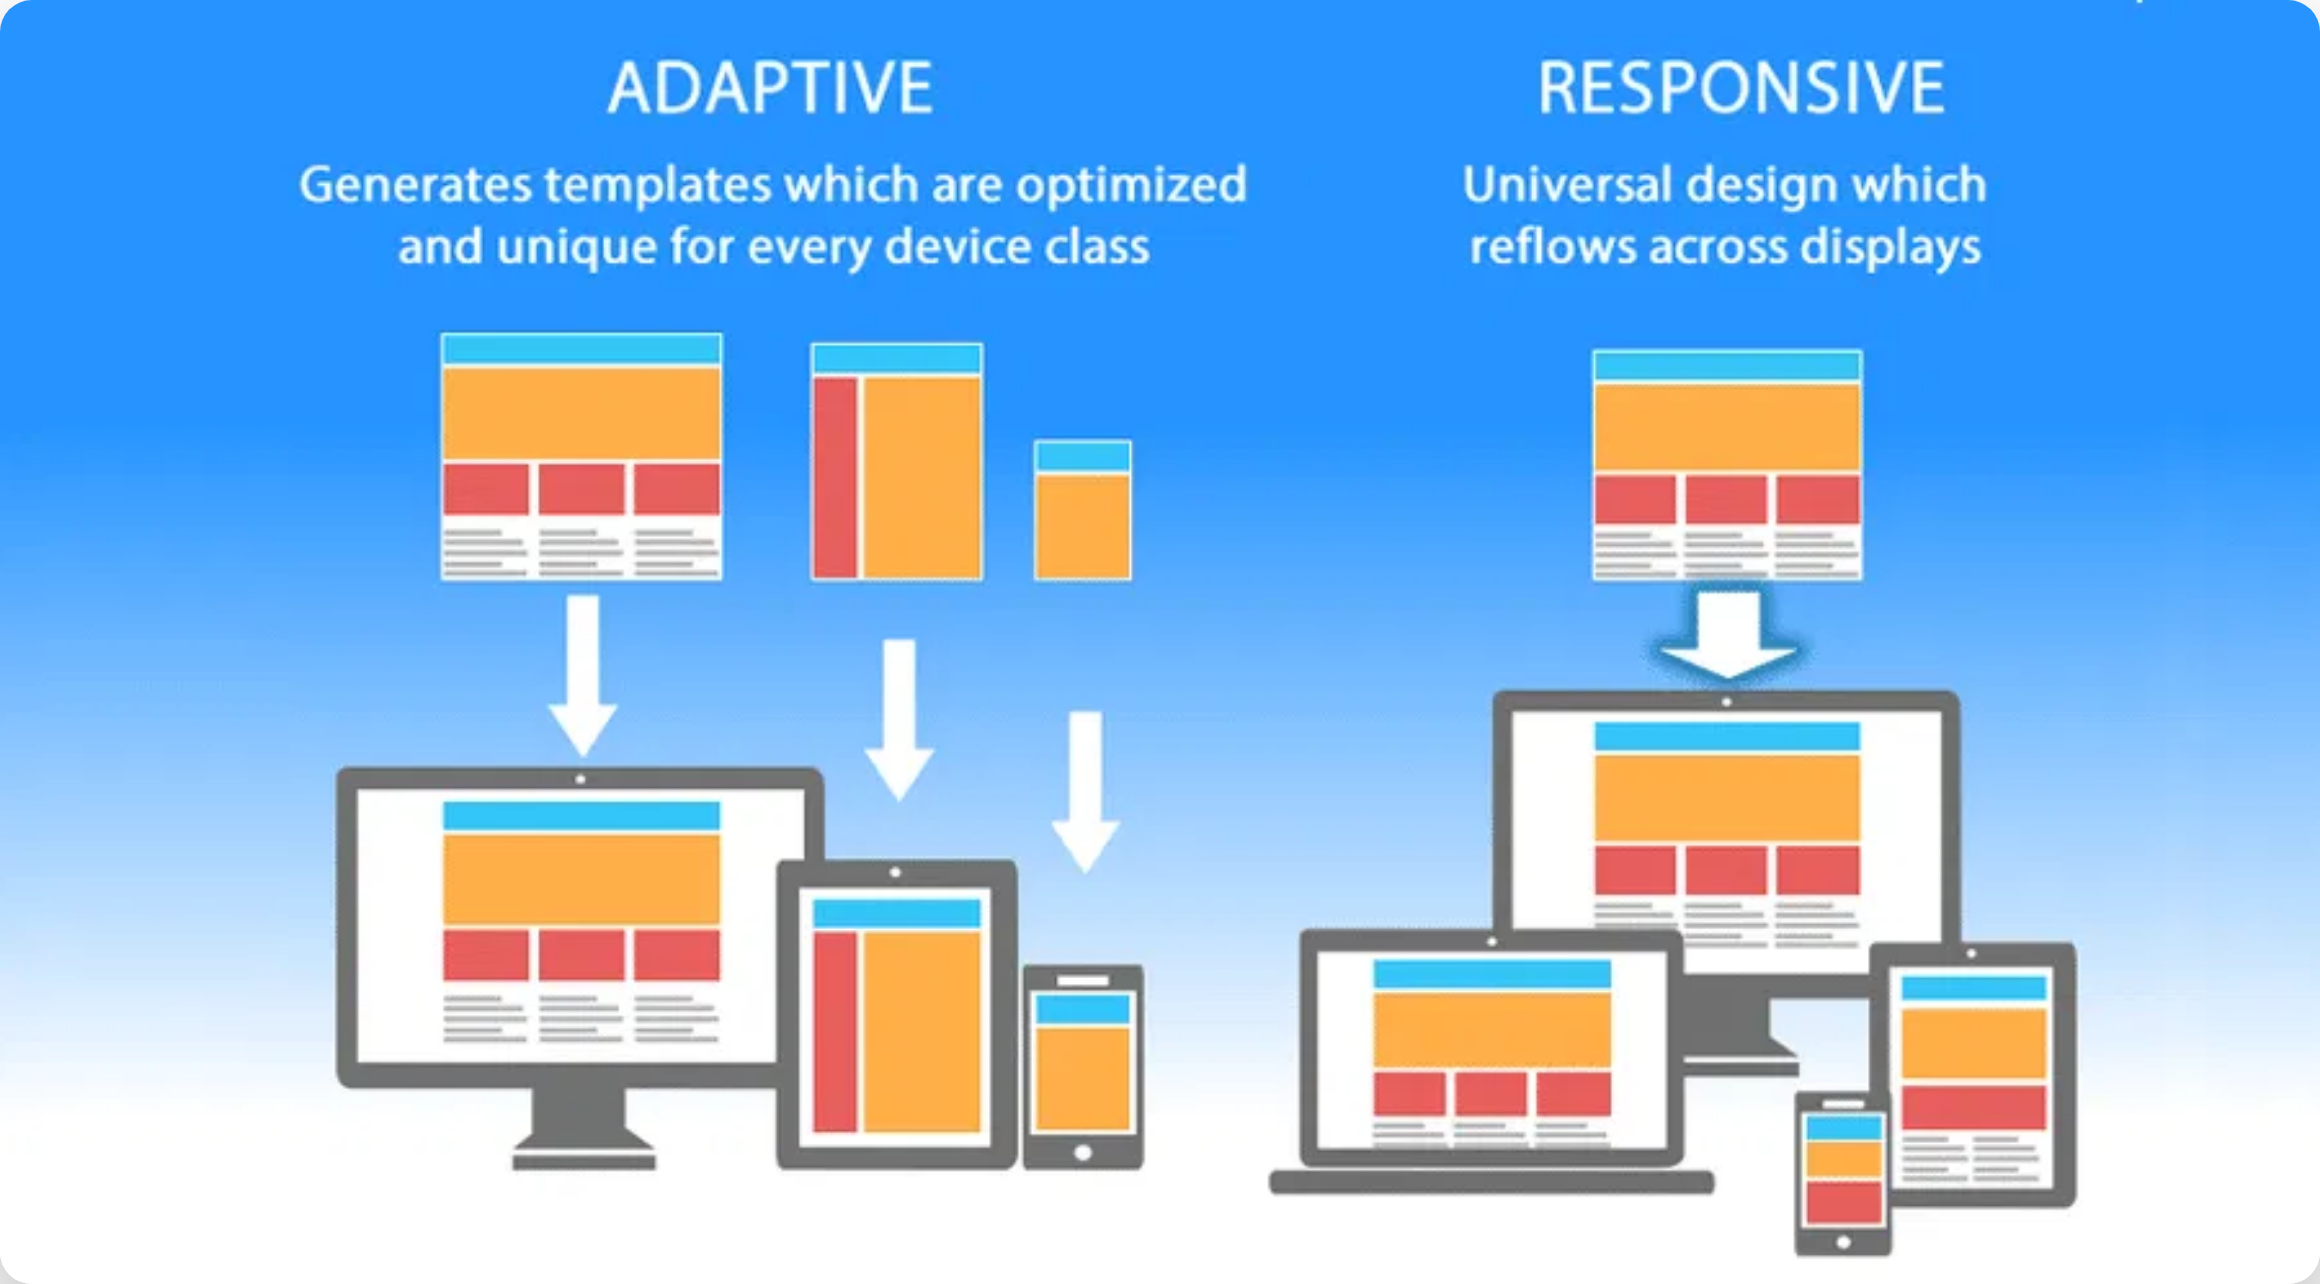 ADAPTIVE
Generates templates which are optimized
and unique for every device class
RESPONSIVE
Universal design which
reflows across displays